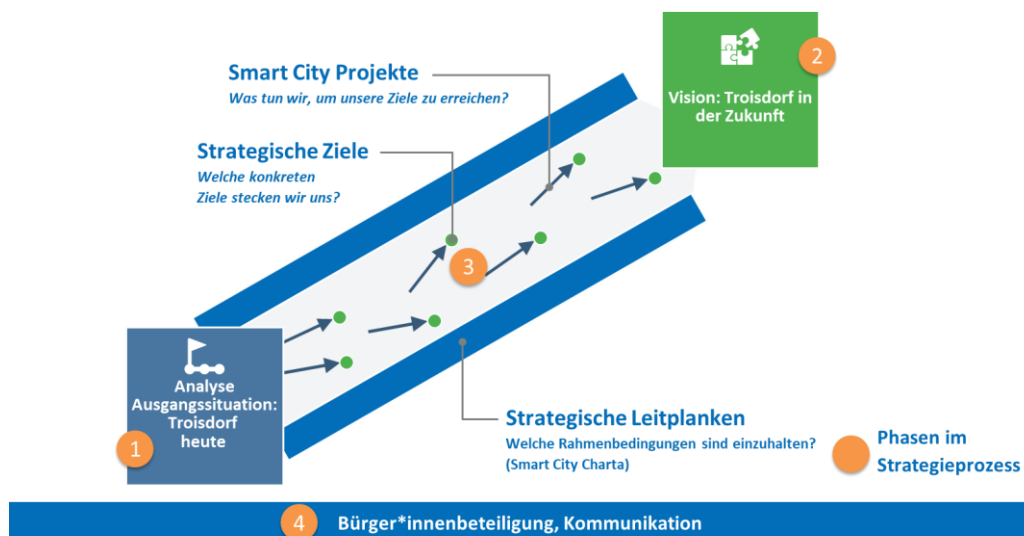 2
Vision: Troisdorf in
der Zukunft
Smart City Projekte
Was tun wir, um unsere Ziele zu erreichen?
Strategische Ziele
Welche konkreten
Ziele stecken wir uns?
3
Analyse
Ausgangssituation:
Troisdorf
heute
1
Strategische Leitplanken
Welche Rahmenbedingungen sind einzuhalten?
(Smart City Charta)
Phasen im
Strategieprozess
4 Bürger*innenbeteiligung, Kommunikation